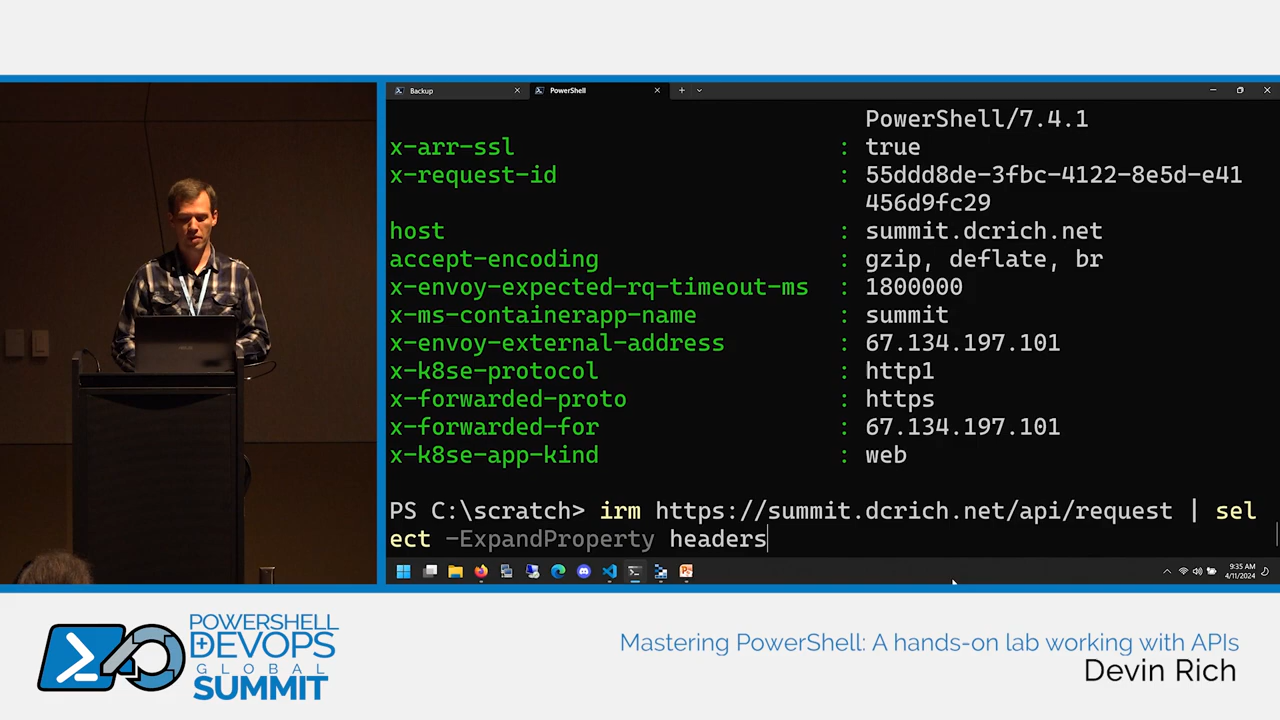 Backup
PowerShell
PowerShell/7.4.1
x-arr-ssl : true
x-request-id : 55ddd8de-3fbc-4122-8e5d-e41
456d9fc29
host : summit.dcrich.net
accept-encoding : gzip, deflate, br
x-envoy-expected-rq-timeout-ms : 1800000
x-ms-containerapp-name : summit
x-envoy-external-address : 67.134.197.101
x-k8se-protocol : http1
x-forwarded-proto : https
x-forwarded-for : 67.134.197.101
x-k8se-app-kind : web
PS C:\scratch> irm https://summit.dcrich.net/api/request | sel
ect -ExpandProperty headers
9:35 AM
4/11/2024
POWERSHELL
DEVOPS
GLOBAL
SUMMIT
Mastering PowerShell: A hands-on lab working with APIs
Devin Rich